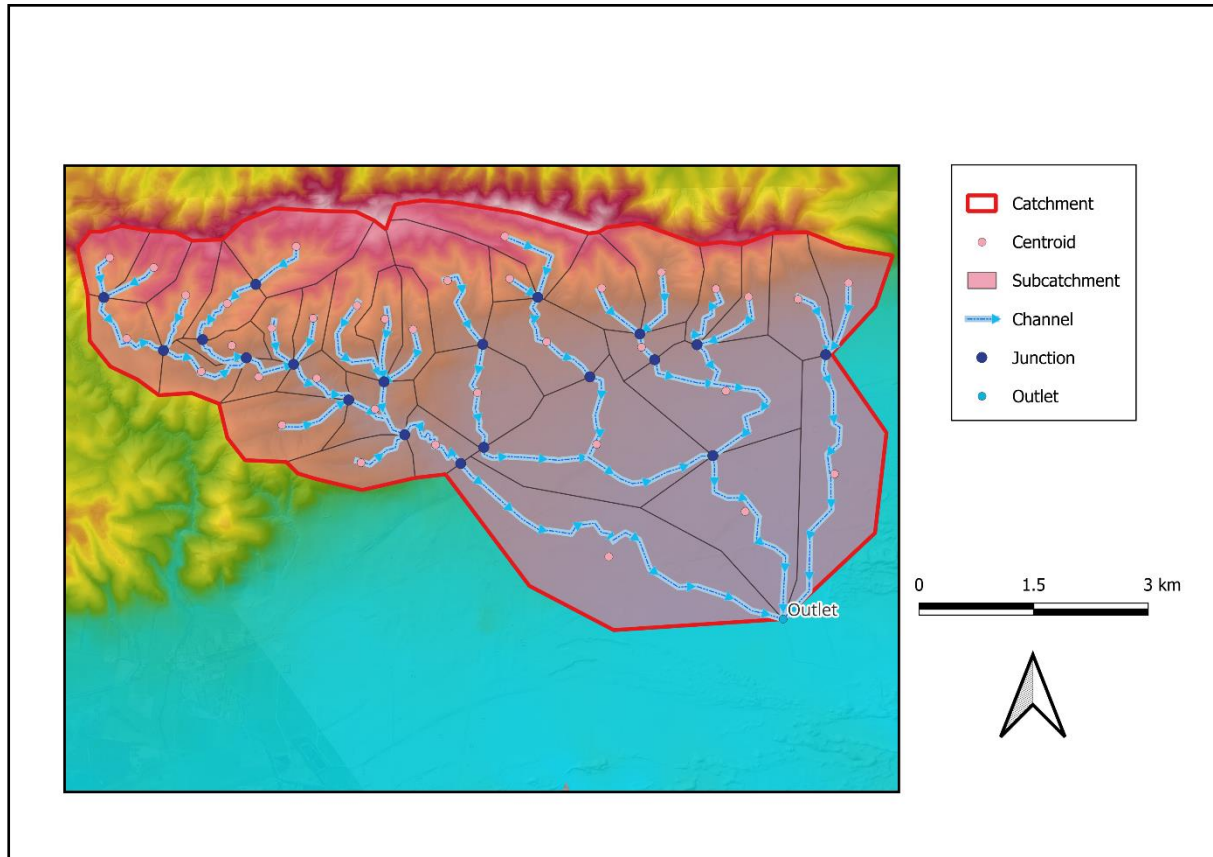 Catchment
Centroid
Subcatchment
Channel
Junction
Outlet
0 1.5 3 km
Outlet